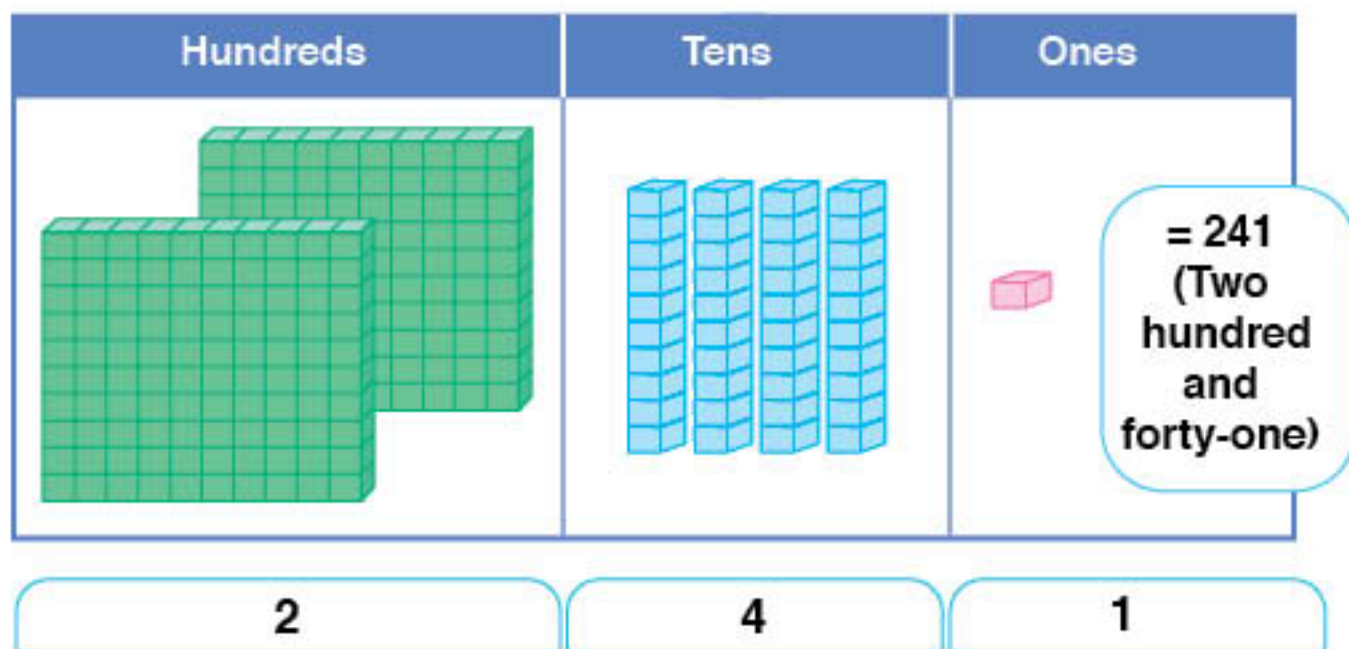 Hundreds Tens Ones
= 241
(Two
hundred
and
forty-one)
2 4 1